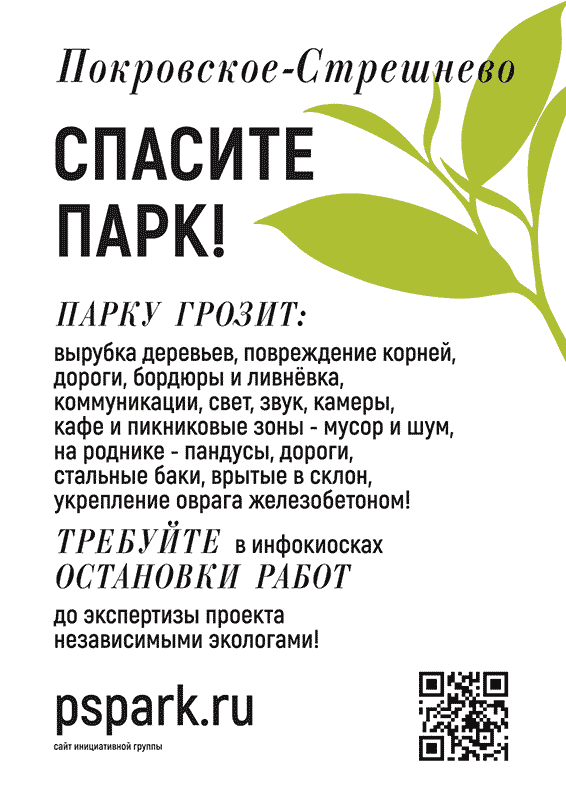 Покровское-Стрешнево
СПАСИТЕ
ПАРК!
ПАРКУ ГРОЗИТ:
вырубка деревьев, повреждение корней,
дороги, бордюры и ливнёвка,
коммуникации, свет, звук, камеры,
кафе и пикниковые зоны - мусор и шум,
на роднике - пандусы, дороги,
стальные баки, врытые в склон,
укрепление оврага железобетоном!
ТРЕБУЙТЕ в инфокиосках
ОСТАНОВКИ РАБОТ
до экспертизы проекта
независимыми экологами!
pspark.ru
сайт инициативной группы